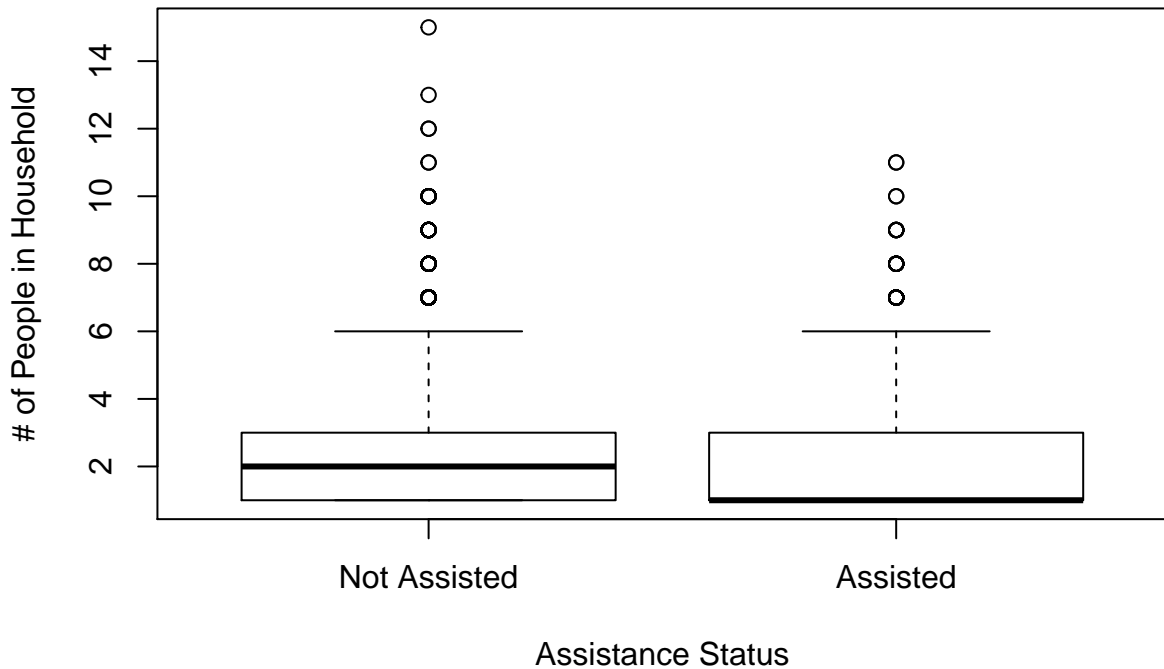 # of People in Household
14
12
10
8
6
4
2
Not Assisted
Assisted
Assistance Status